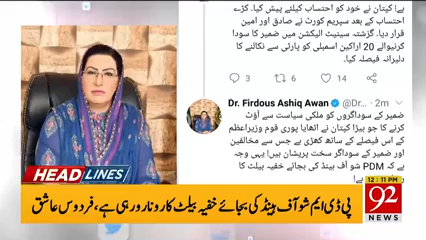 ہے! کپتان نے خود کو احتساب کیلئے پیش کیا۔ کڑے
احتساب کے بعد سپریم کورٹ نے صادق اور امین
قرار دیا۔ گزشتہ سینیٹ الیکشن میں ضمیر کا سودا
کرنیوالے 20 اراکین اسمبلی کو پارٹی سے نکالنے کا
دلیرانہ فیصلہ کیا۔
2
14
73
Dr. Firdous Ashiq Awan @Dr... · 2m
ضمیر کے سوداگروں کو ملکی سیاست سے آؤٹ
کرنے کا جو بیڑا کپتان نے اٹھایا پوری قوم وزیراعظم
کے اس فیصلے کے ساتھ کھڑی ہے جس سے مخالفین
اور ضمیر کے سوداگر سخت پریشان ہیں! یہی وجہ
ہے کہ PDM شو آف ہینڈ کی بجائے خفیہ بیلٹ کا
HEADLINES
12:11 PM
پی ڈی ایم شو آف ہینڈ کی بجائے خفیہ بیلٹ کا رونا رو رہی ہے، فردوس عاشق
92
NEWS